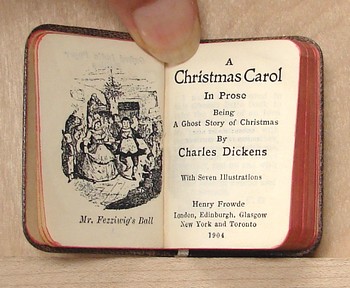 Mr. Fezziwig's Ball
A
Christmas Carol
In Prose
Being
A Ghost Story of Christmas
By
Charles Dickens
With Seven Illustrations
Henry Frowde
London, Edinburgh, Glasgow
New York and Toronto
1904